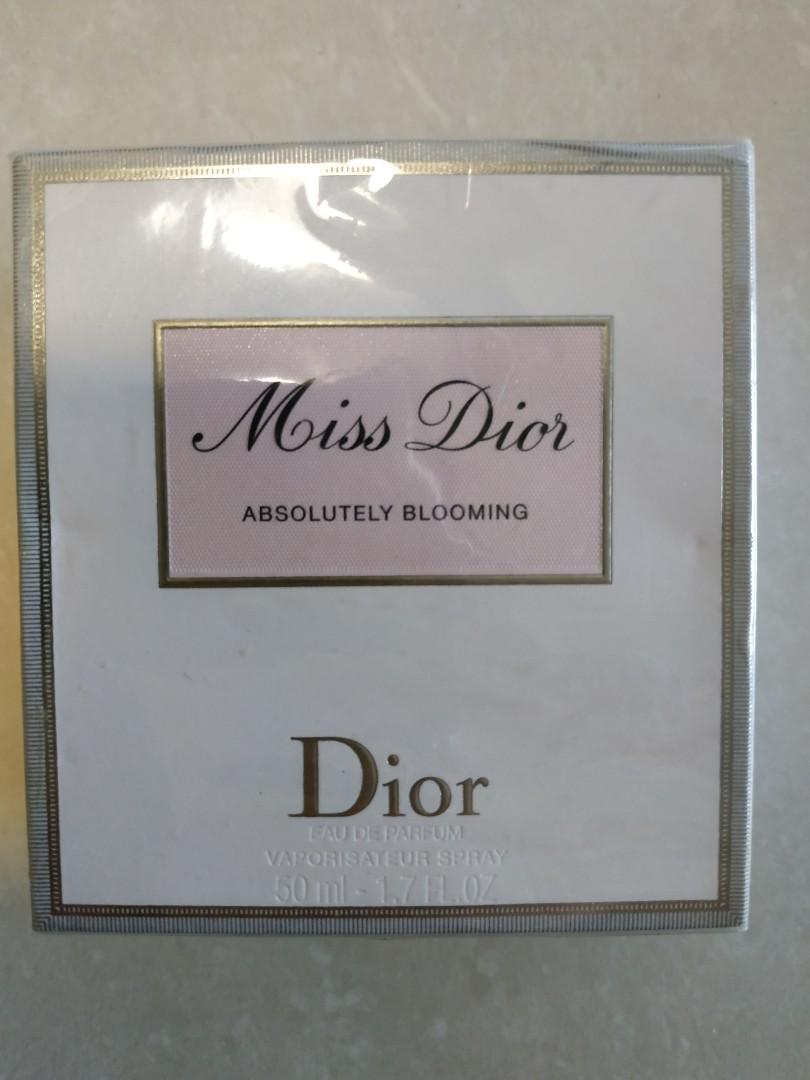 Miss Dior
ABSOLUTELY BLOOMING
Dior
EAU DE PARFUM
VAPORISATEUR SPRAY
50 ml - 1.7 FL.OZ